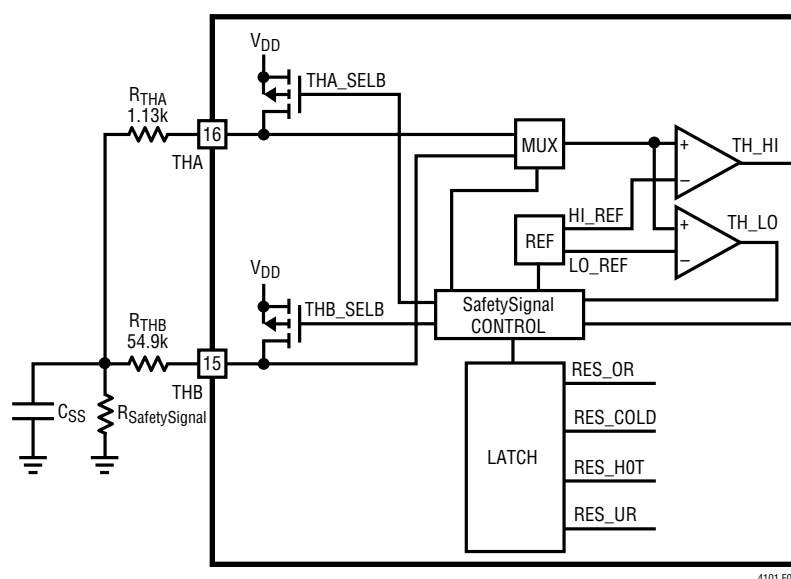 VDD
THA_SELB
RTHA
1.13k
16
THA
MUX
+
–
TH_HI
HI_REF
REF
LO_REF
TH_LO
+
–
VDD
THB_SELB
SafetySignal
CONTROL
RTHB
54.9k
15
THB
CSS
RSafetySignal
LATCH
RES_OR
RES_COLD
RES_H0T
RES_UR